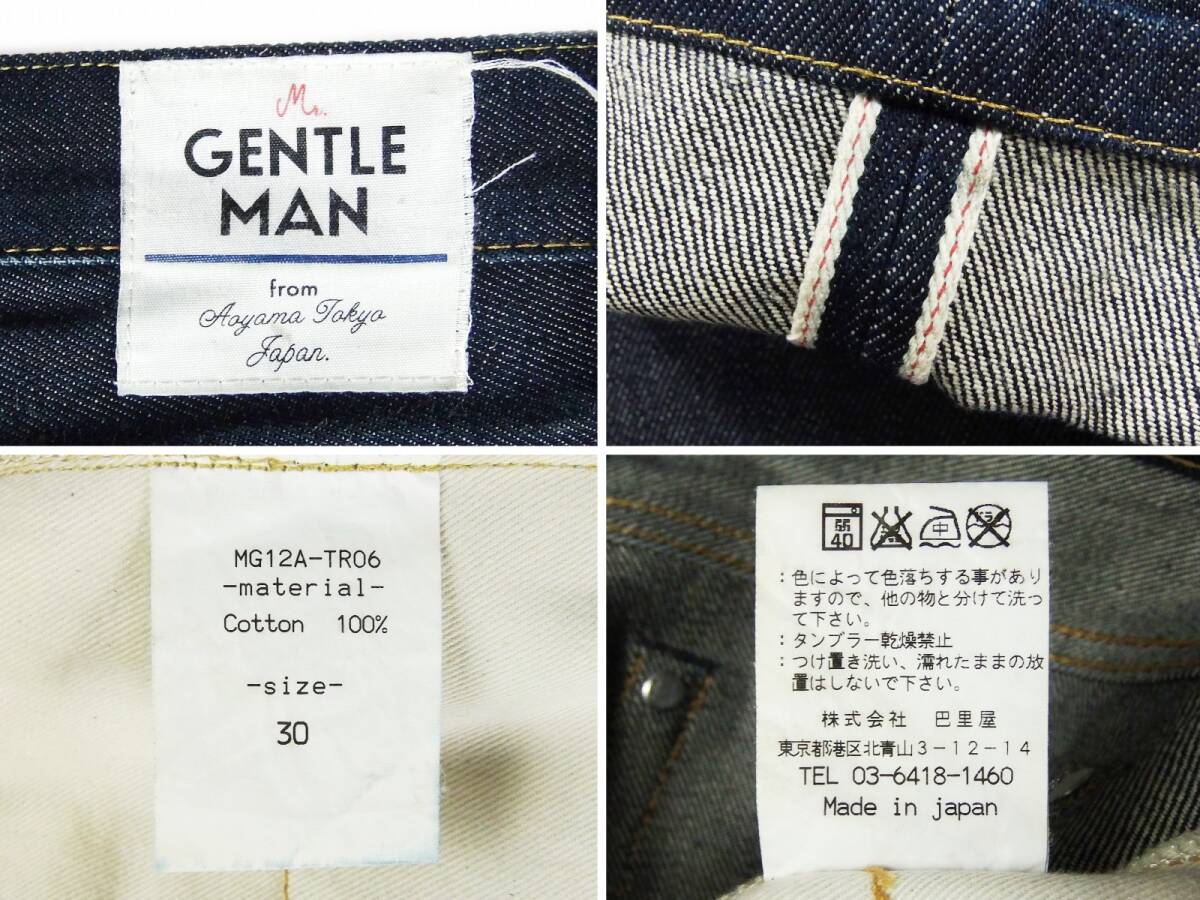 Mr.
GENTLE
MAN
from
Aoyama Tokyo
Japan.
MG12A-TR06
-material-
Cotton 100%
-size-
30
弱
40
中
:色によって色落ちする事があり
ますので、他の物と分けて洗っ
て下さい。
:タンブラー乾燥禁止
:つけ置き洗い、濡れたままの放
置はしないで下さい。
株式会社 巴里屋
東京都港区北青山3-12-14
TEL 03-6418-1460
Made in japan